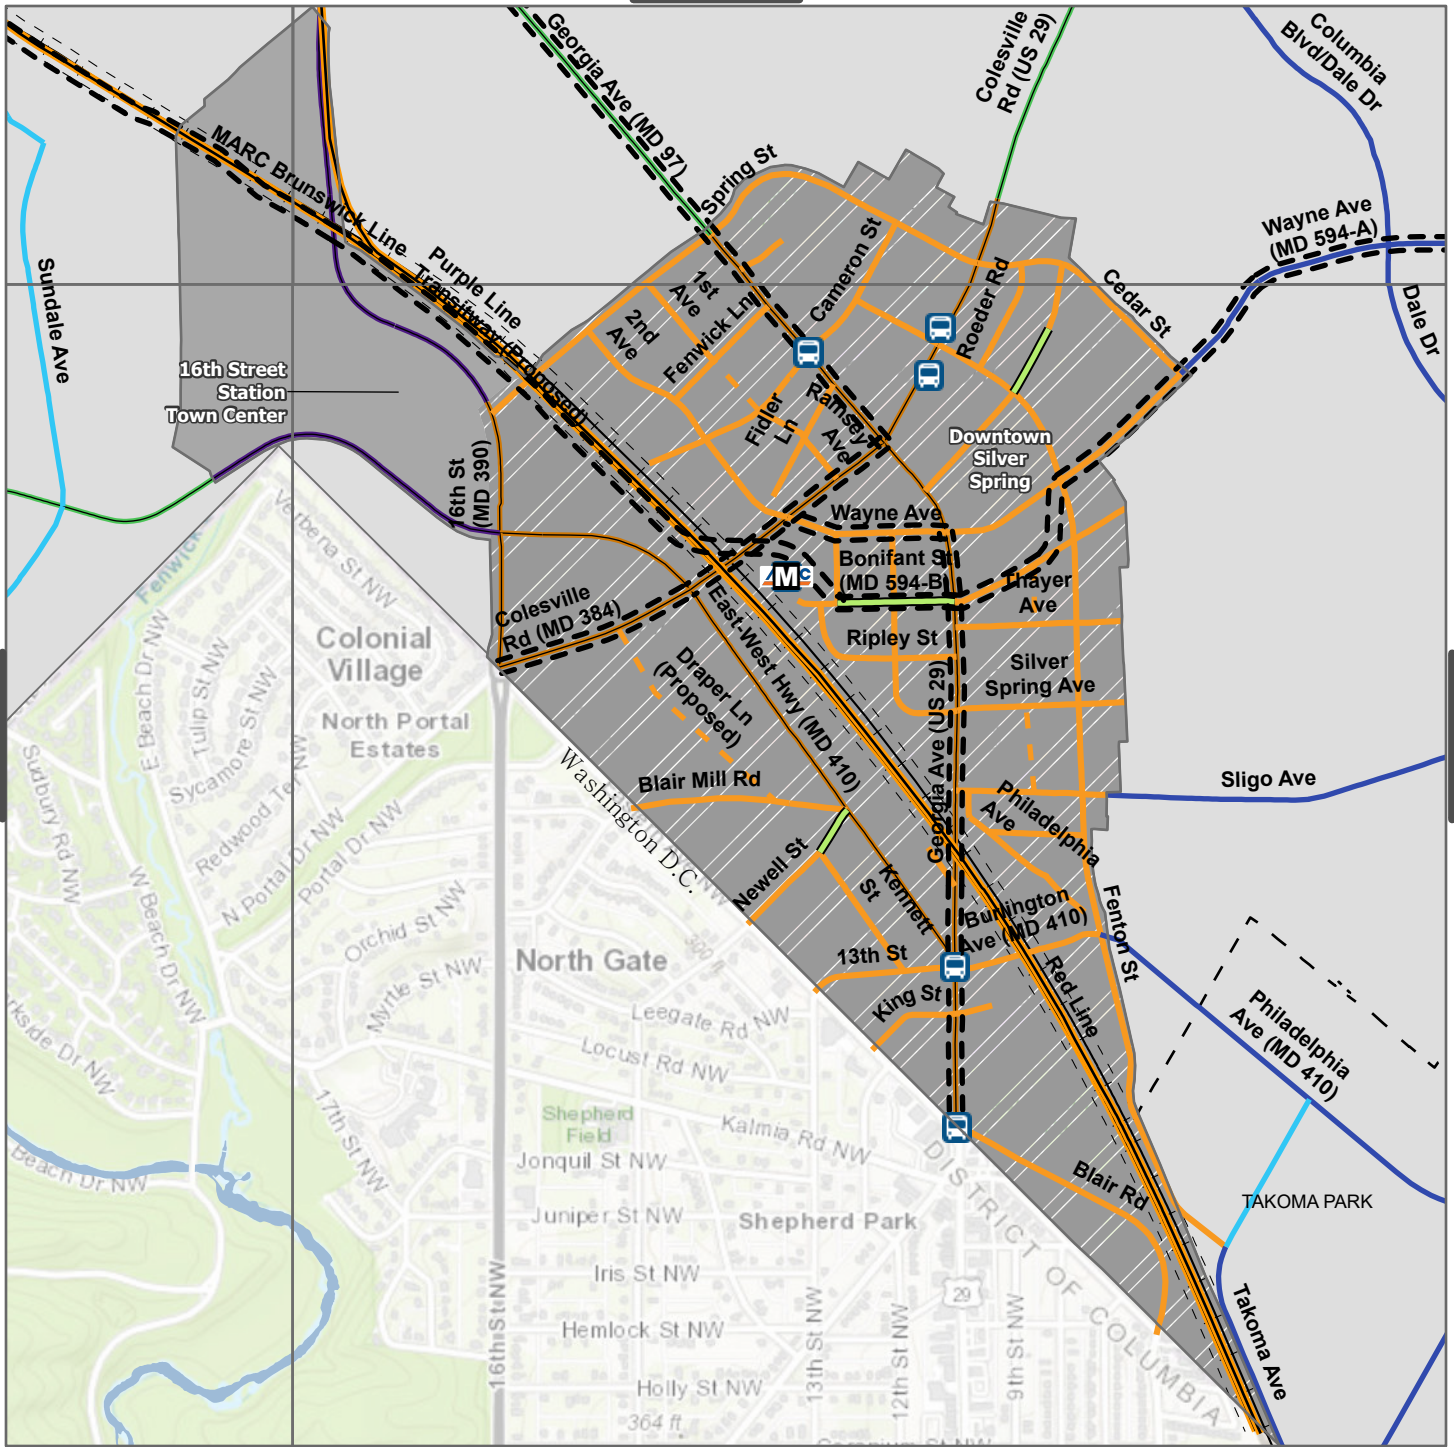 Georgia Ave (MD 97)
Colesville
Rd (US 29)
Columbia
Blvd/Dale Dr
MARC Brunswick Line
Spring St
Wayne Ave
(MD 594-A)
Sundale Ave
Purple Line
Transitway (Proposed)
1st
Ave
2nd
Ave
Fenwick Ln
Cameron St
Roeder Rd
Cedar St
Dale Dr
16th Street
Station
Town Center
Fidler
Ln
Ramsey
Ave
Downtown
Silver
Spring
16th St
(MD 390)
Wayne Ave
Bonifant St
(MD 594-B)
M
Thayer
Ave
Fenwick
Verbena St NW
Colesville
Rd (MD 384)
East-West Hwy (MD 410)
Ripley St
Silver
Spring Ave
Georgia Ave (US 29)
Colonial
Village
North Portal
Estates
E Beach Dr NW
Tulip St NW
Sycamore St NW
Redwood Ter NW
Draper Ln
(Proposed)
Blair Mill Rd
Washington D.C.
Sligo Ave
Philadelphia
Ave
Sudbury Rd NW
N Portal Dr NW
Portal Dr NW
W Beach Dr NW
Orchid St NW
Myrtle St NW
Newell St
Kennett
St
Burlington
Ave (MD 410)
Fenton St
300 ft
North Gate
13th St
King St
Red Line
Philadelphia
Ave (MD 410)
Leegate Rd NW
Locust Rd NW
Kalmia Rd NW
17th St NW
Shepherd
Field
Beach Dr NW
Jonquil St NW
Juniper St NW
Shepherd Park
Blair Rd
TAKOMA PARK
DISTRICT OF COLUMBIA
29
Iris St NW
Hemlock St NW
Holly St NW
364 ft
16th St NW
13th St NW
12th St NW
9th St NW
Takoma Ave